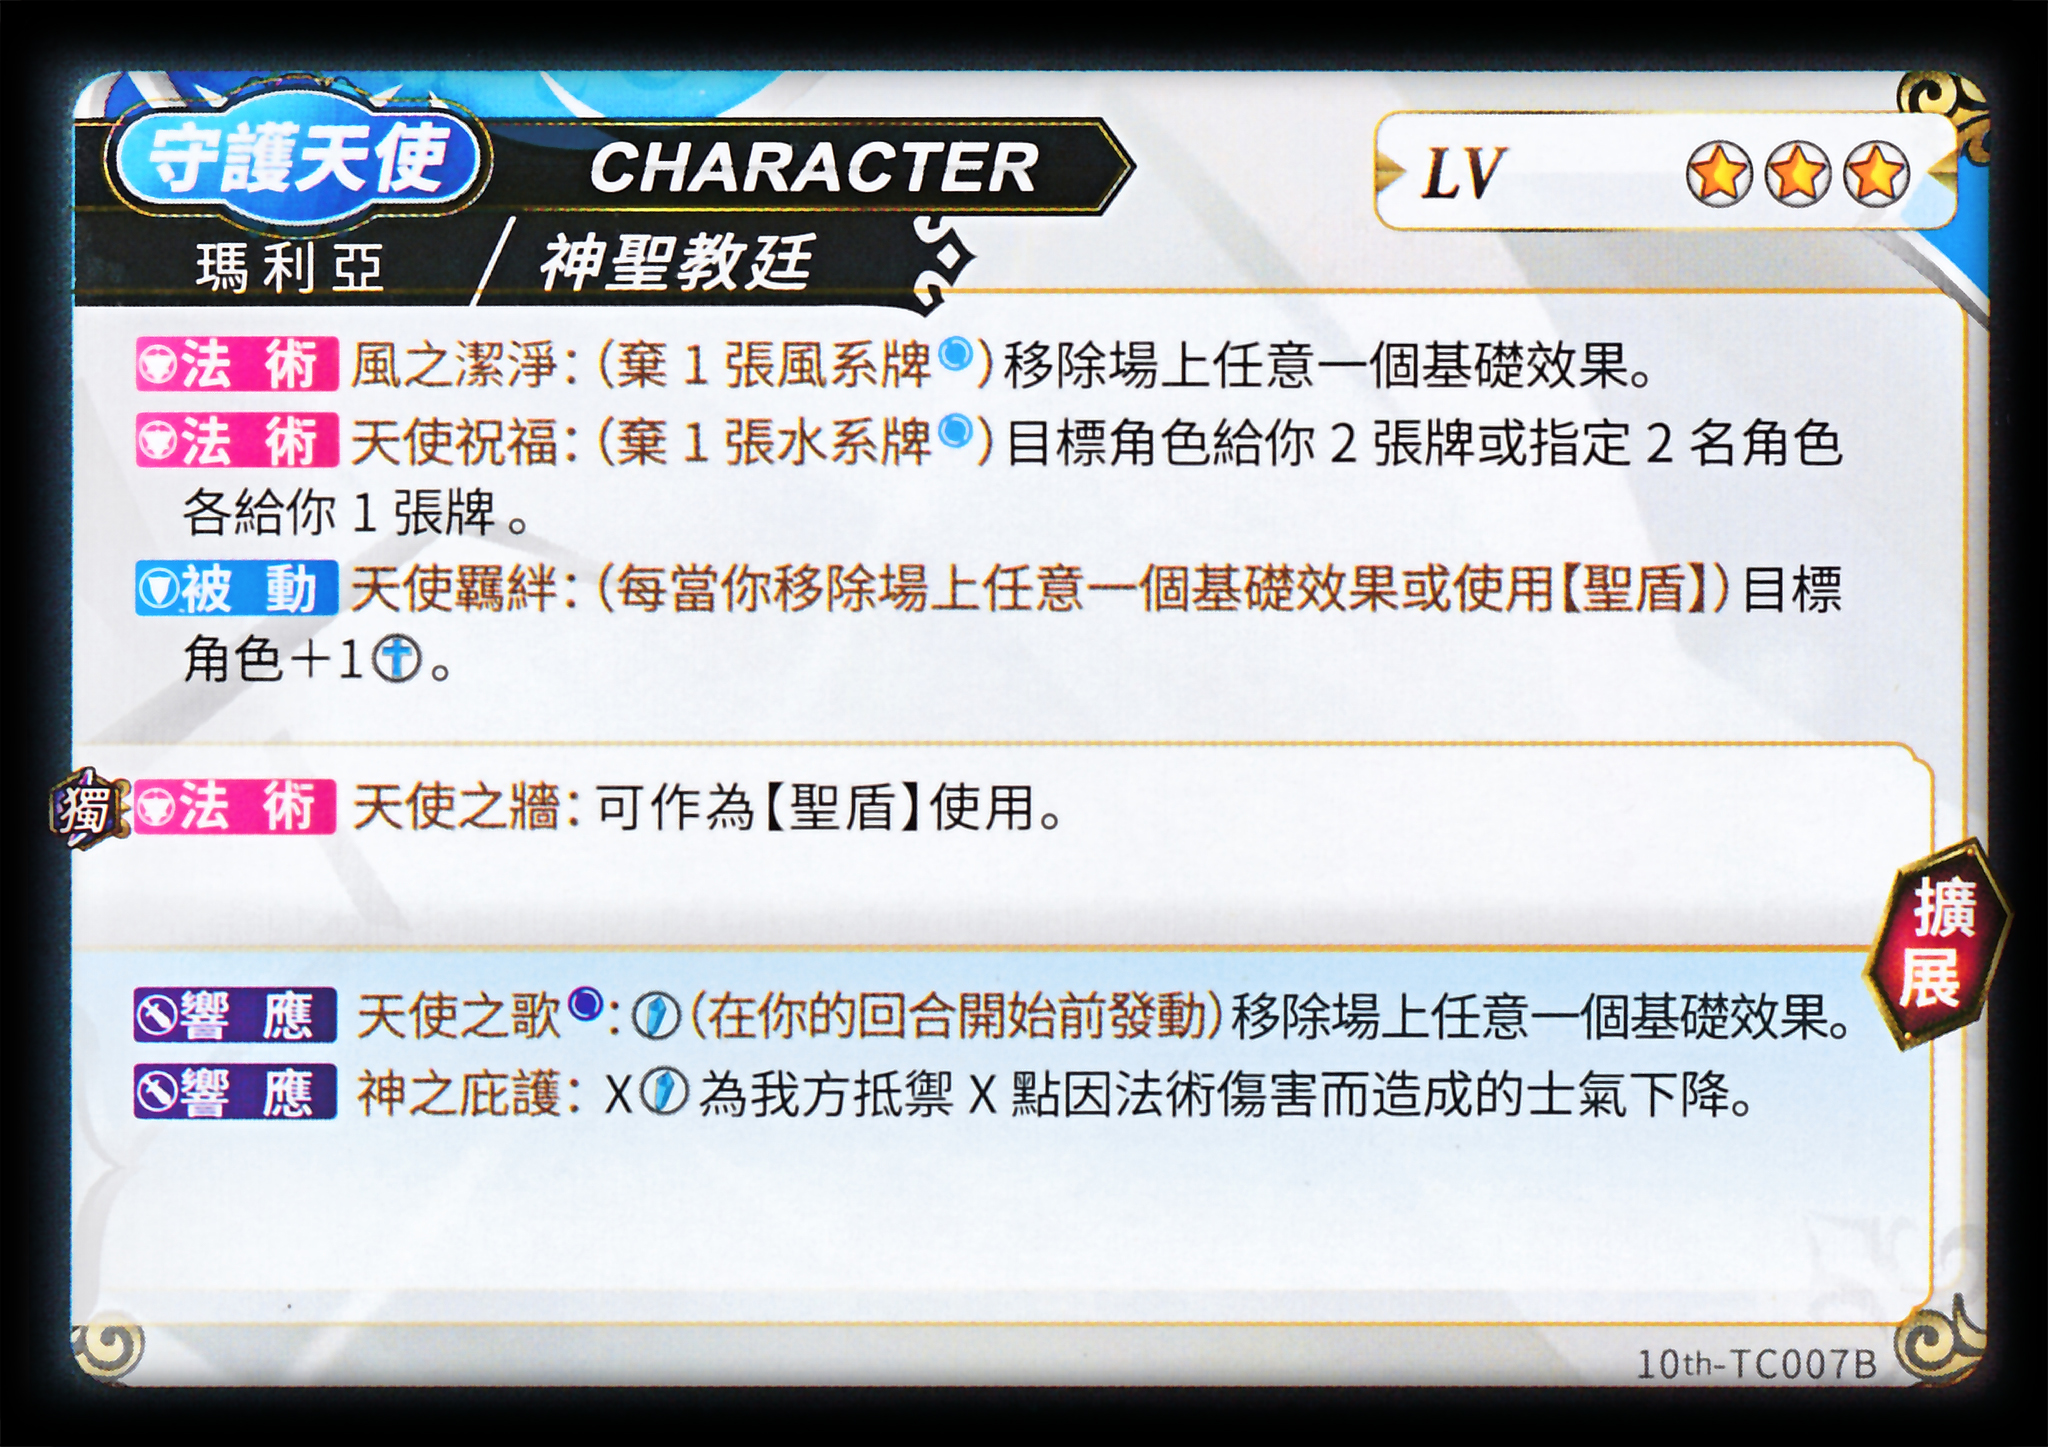 守護天使 CHARACTER LV
瑪利亞 / 神聖教廷
法術 風之潔淨：（棄 1 張風系牌）移除場上任意一個基礎效果。
法術 天使祝福：（棄 1 張水系牌）目標角色給你 2 張牌或指定 2 名角色
各給你 1 張牌。
被動 天使羈絆：（每當你移除場上任意一個基礎效果或使用【聖盾】）目標
角色＋1。
獨 法術 天使之牆：可作為【聖盾】使用。
擴展
響應 天使之歌：（在你的回合開始前發動）移除場上任意一個基礎效果。
響應 神之庇護：X 為我方抵禦 X 點因法術傷害而造成的士氣下降。
10th-TC007B